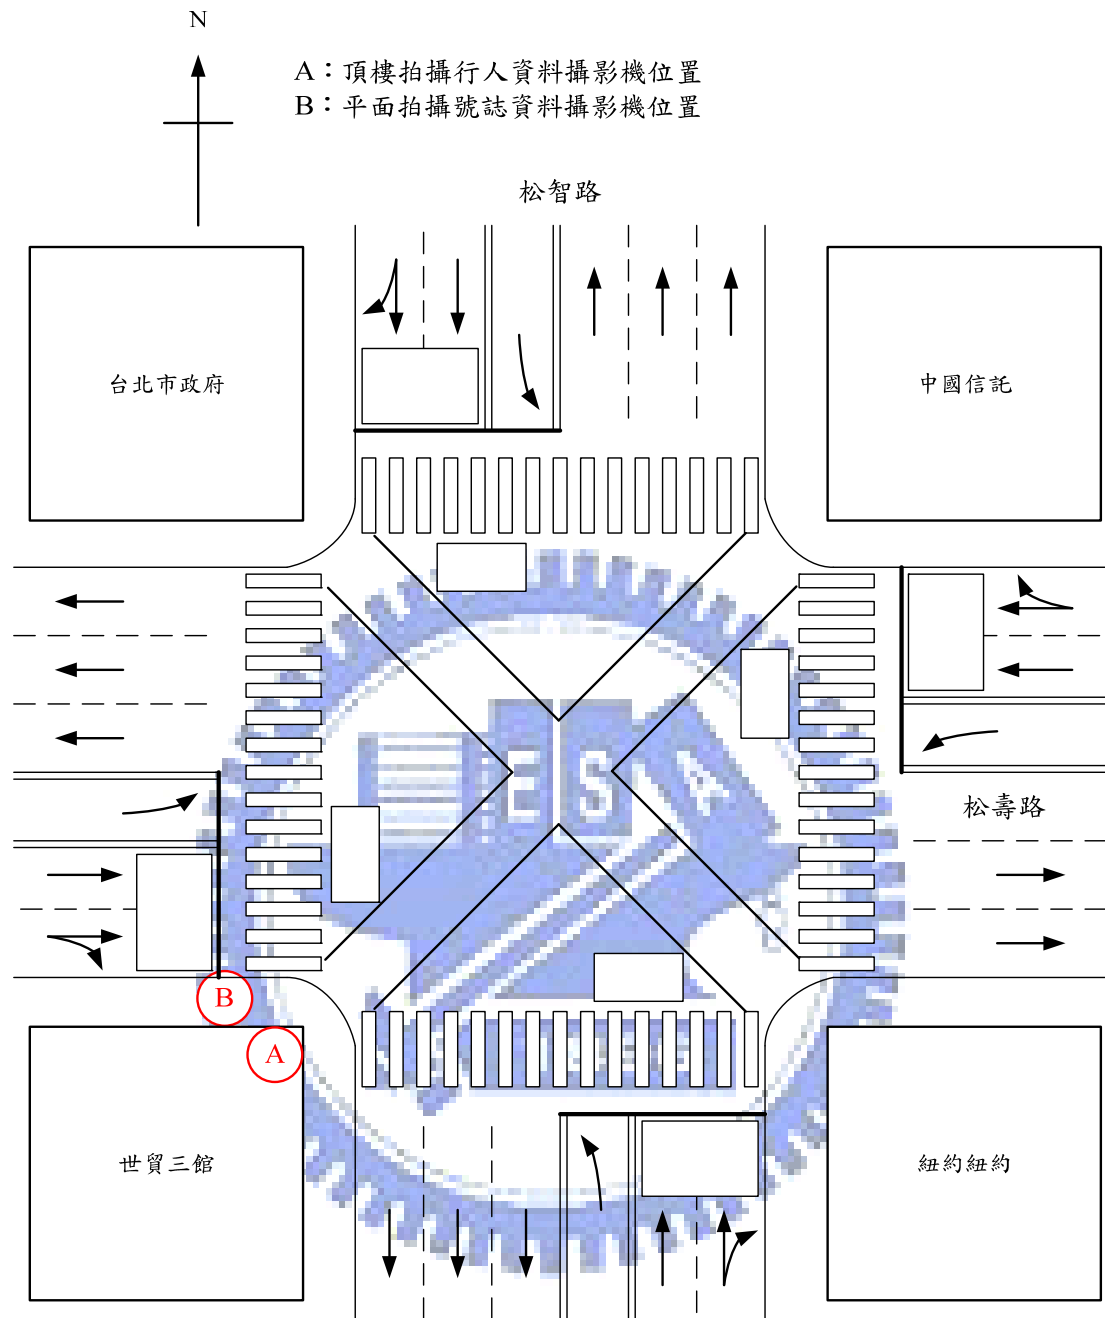 N
A：頂樓拍攝行人資料攝影機位置
B：平面拍攝號誌資料攝影機位置
松智路
台北市政府
中國信託
松壽路
B
A
世貿三館
紐約紐約
E
S
A